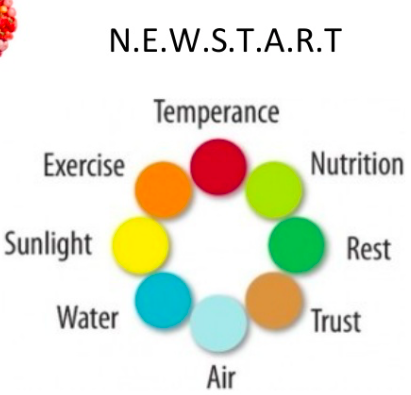 N.E.W.S.T.A.R.T
Temperance
Exercise
Nutrition
Sunlight
Rest
Water
Trust
Air